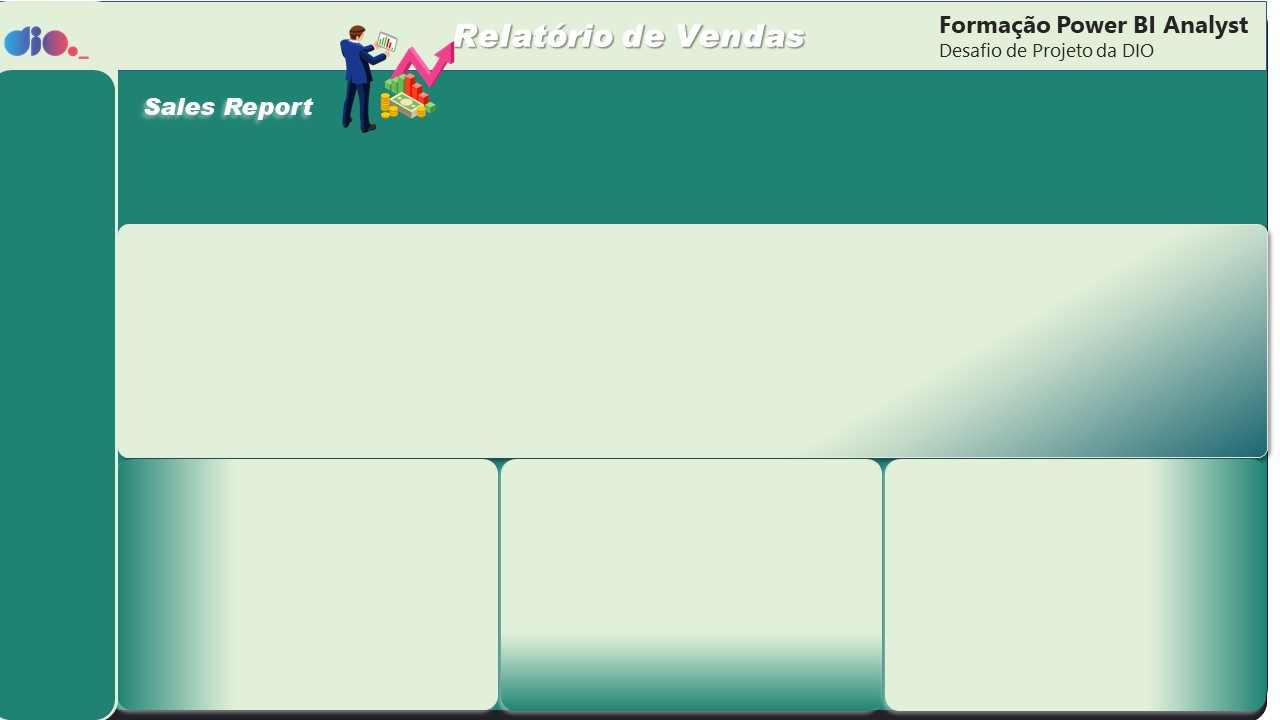 dio._
Relatório de Vendas
Formação Power BI Analyst
Desafio de Projeto da DIO
Sales Report